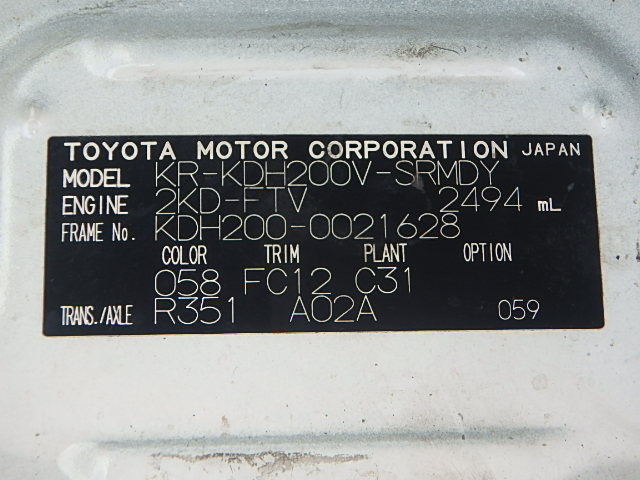 TOYOTA MOTOR CORPORATION JAPAN
MODEL KR-KDH200V-SRMDY
ENGINE 2KD-FTV 2494 mL
FRAME No. KDH200-0021628
COLOR TRIM PLANT OPTION
058 FC12 C31
TRANS./AXLE R351 A02A 059